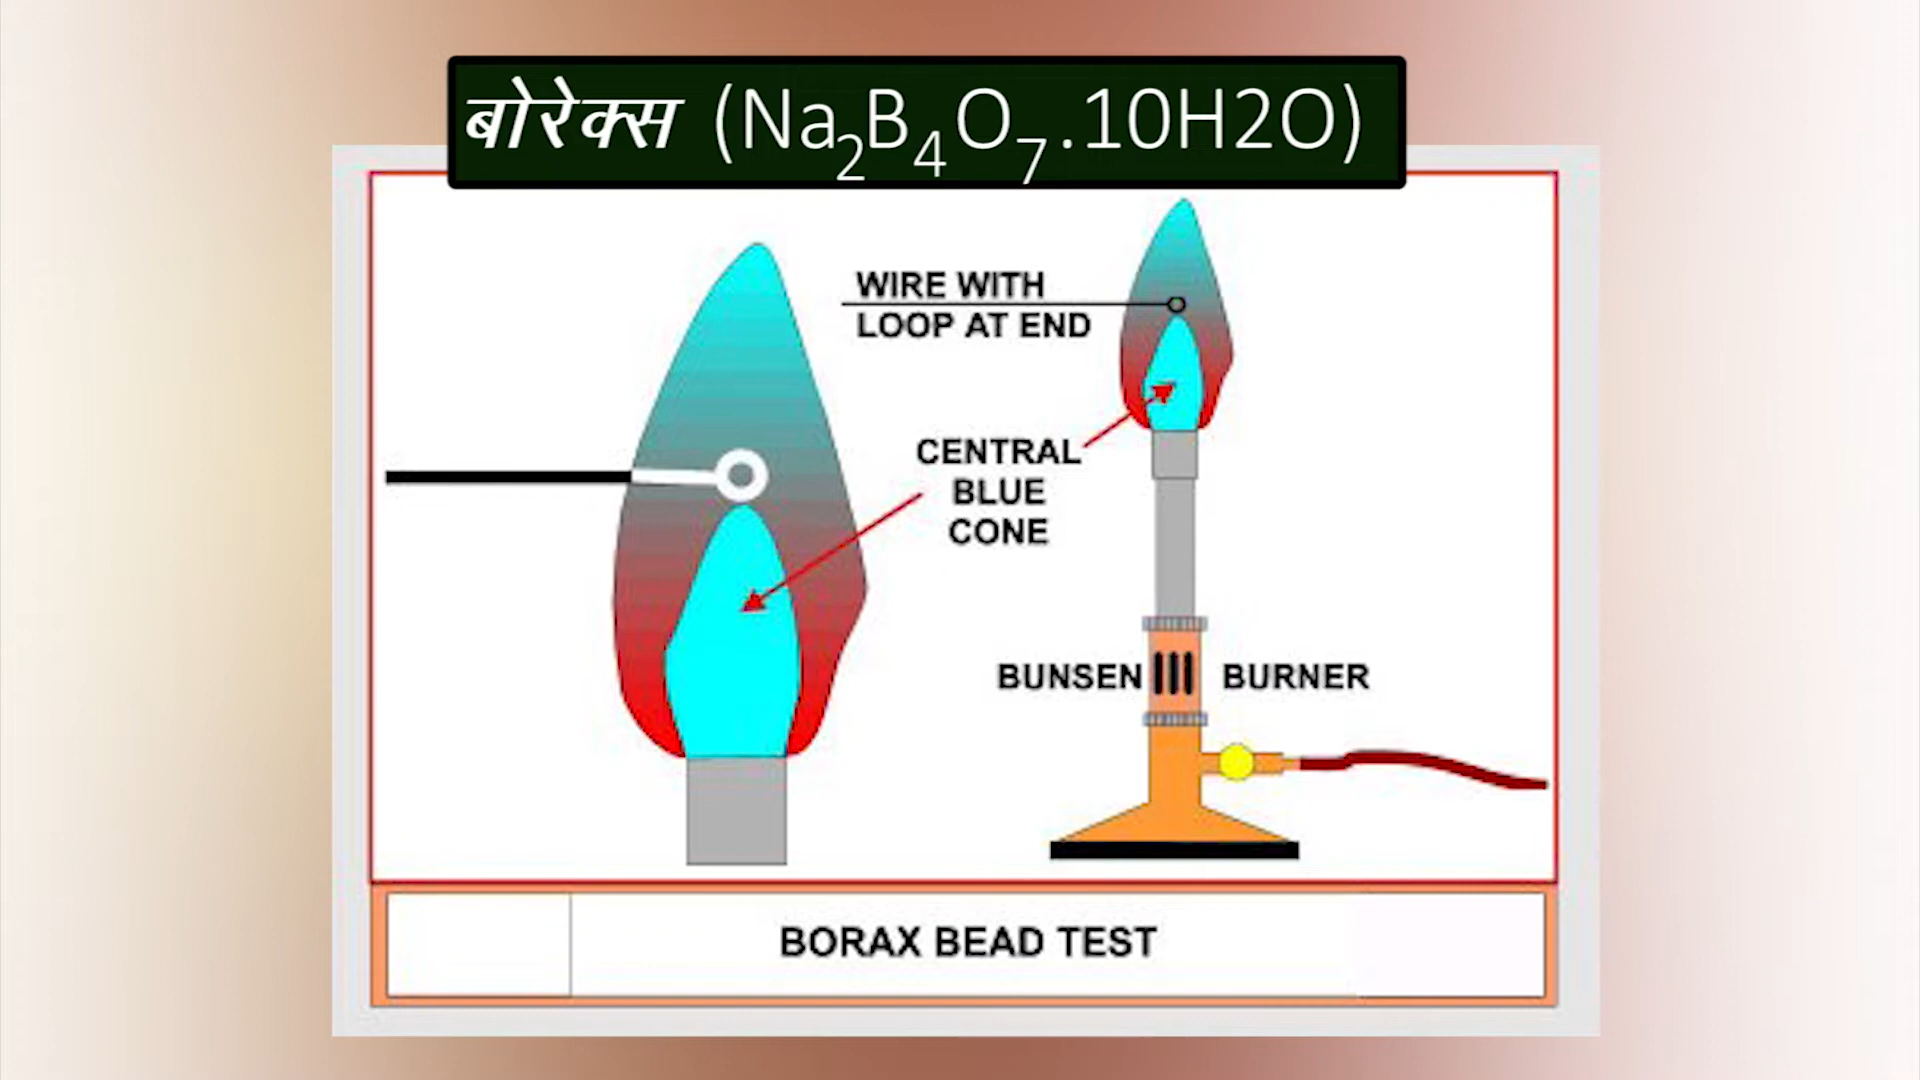 बोरेक्स (Na₂B₄O₇.10H2O)
WIRE WITH
LOOP AT END
CENTRAL
BLUE
CONE
BUNSEN BURNER
BORAX BEAD TEST